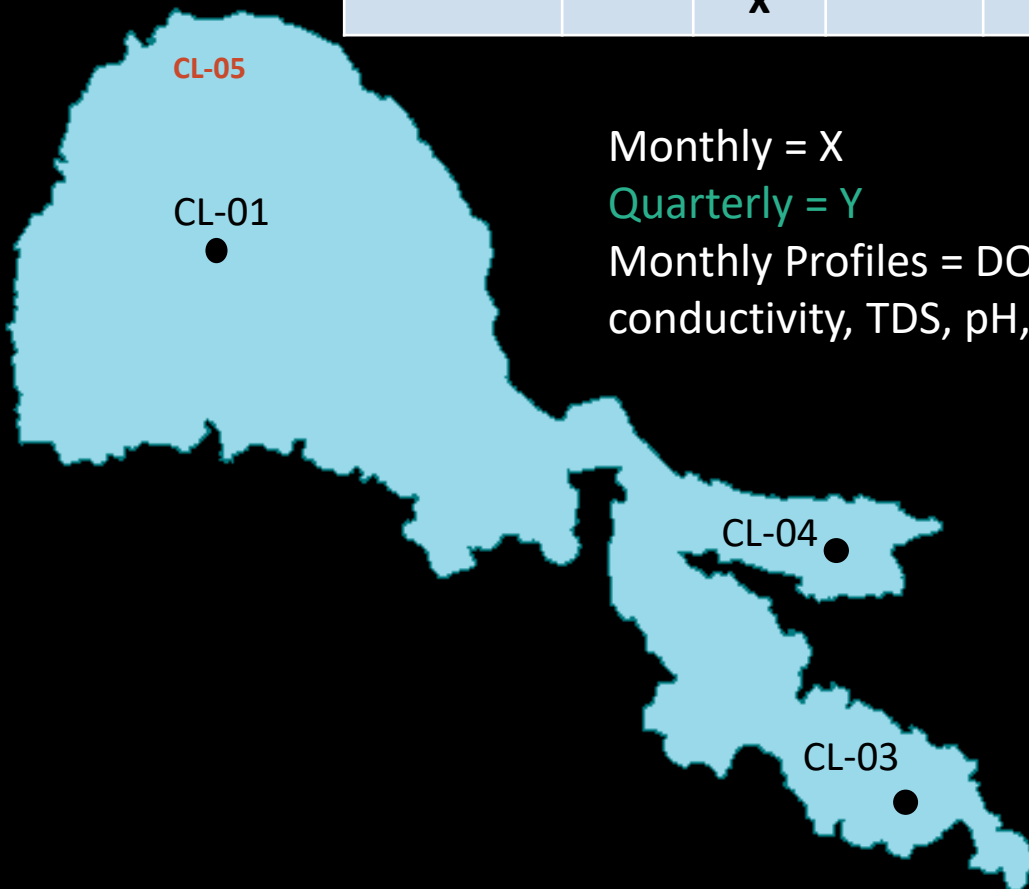 X
CL-05
CL-01
Monthly = X
Quarterly = Y
Monthly Profiles = DO
conductivity, TDS, pH,
CL-04
CL-03